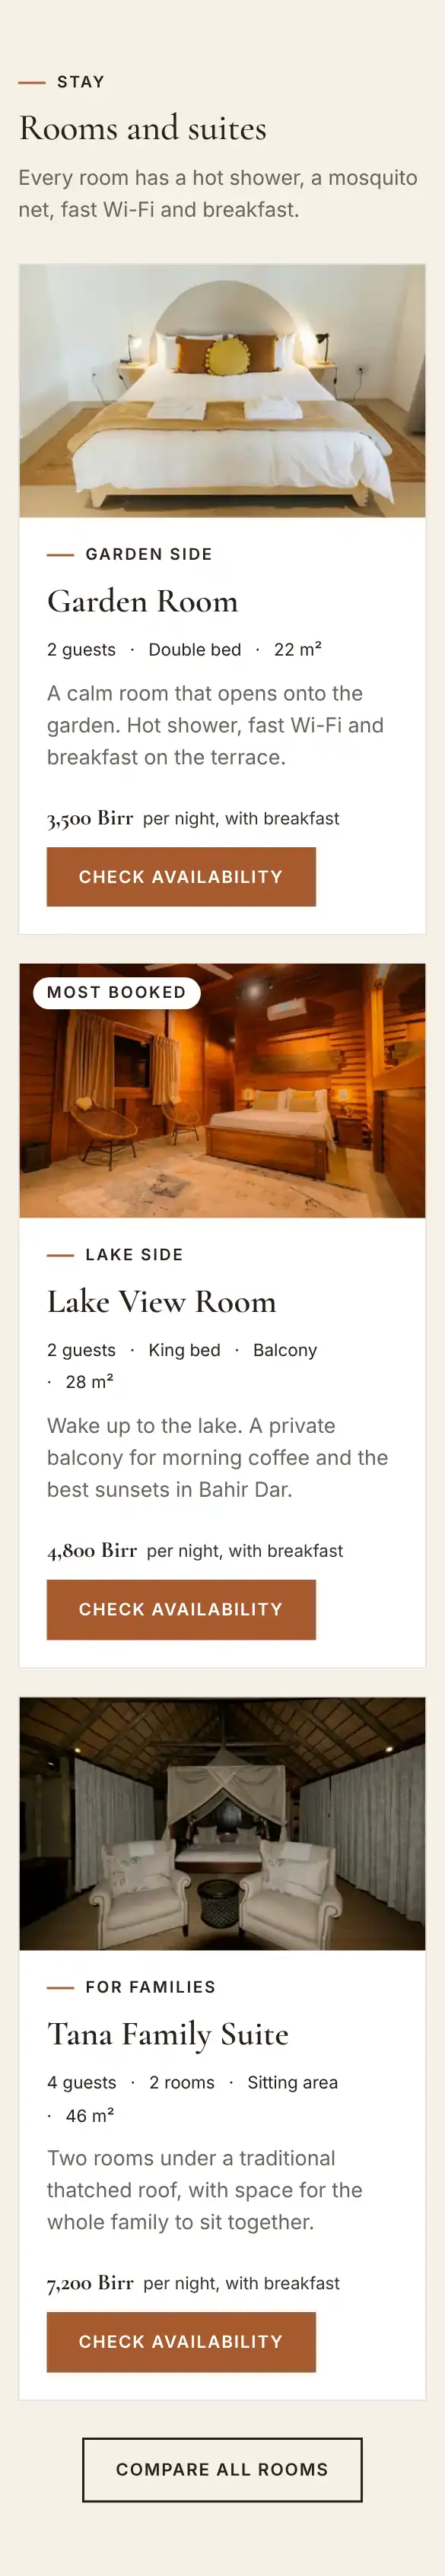 STAY
Rooms and suites
Every room has a hot shower, a mosquito
net, fast Wi-Fi and breakfast.
GARDEN SIDE
Garden Room
2 guests · Double bed · 22 m²
A calm room that opens onto the
garden. Hot shower, fast Wi-Fi and
breakfast on the terrace.
3,500 Birr per night, with breakfast
CHECK AVAILABILITY
MOST BOOKED
LAKE SIDE
Lake View Room
2 guests · King bed · Balcony
· 28 m²
Wake up to the lake. A private
balcony for morning coffee and the
best sunsets in Bahir Dar.
4,800 Birr per night, with breakfast
CHECK AVAILABILITY
FOR FAMILIES
Tana Family Suite
4 guests · 2 rooms · Sitting area
· 46 m²
Two rooms under a traditional
thatched roof, with space for the
whole family to sit together.
7,200 Birr per night, with breakfast
CHECK AVAILABILITY
COMPARE ALL ROOMS